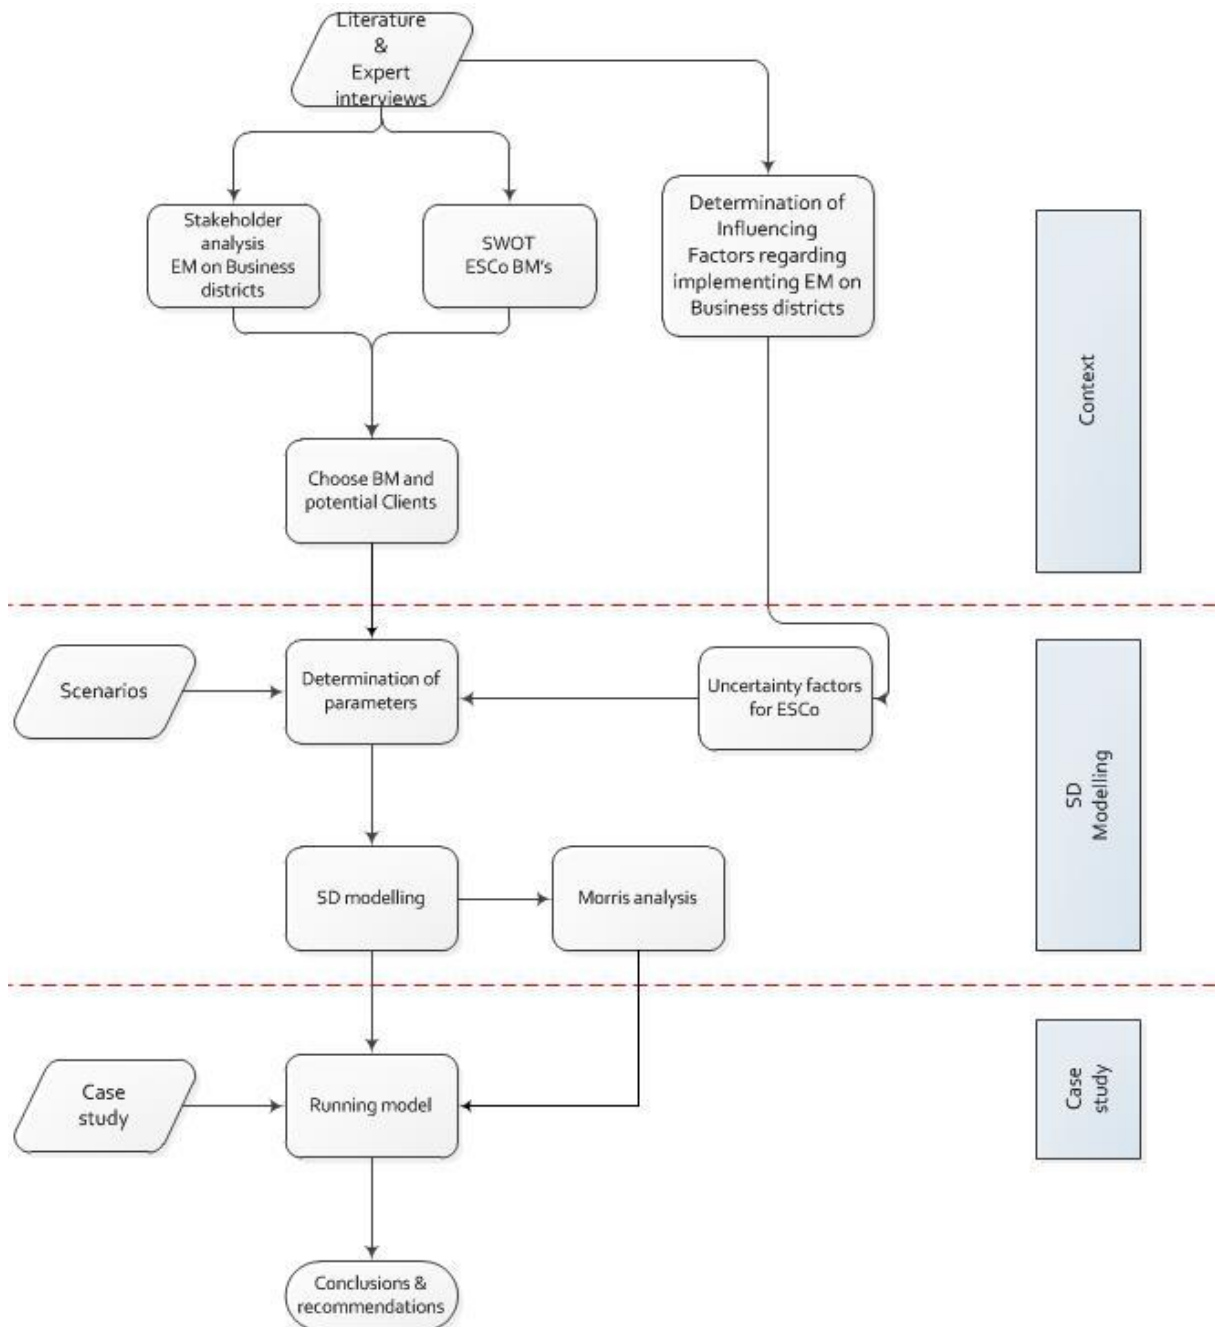 Literature
&
Expert
interviews
Stakeholder
analysis
EM on Business
districts
SWOT
ESCo BM's
Determination of
Influencing
Factors regarding
implementing EM on
Business districts
Context
Choose BM and
potential Clients
Scenarios
Determination of
parameters
Uncertainty factors
for ESCo
SD
Modelling
SD modelling
Morris analysis
Case
study
Running model
Case
study
Conclusions &
recommendations